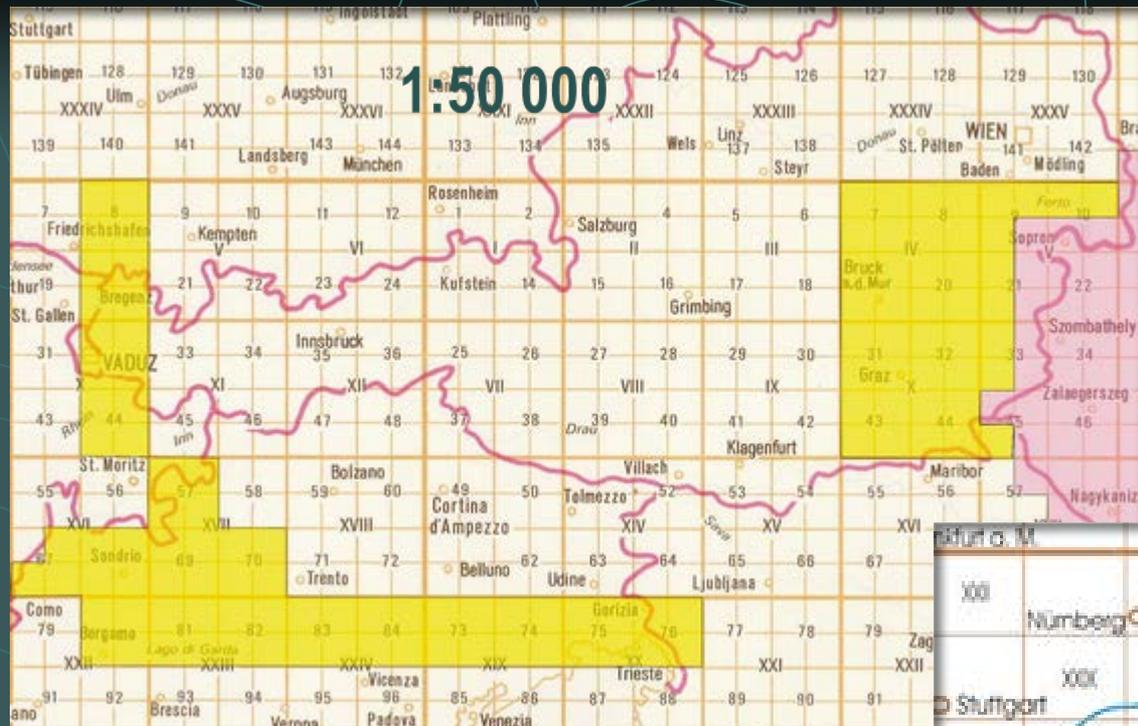 Stuttgart
Ingolstadt
Plattling
Tübingen 128 129 130 131 132 124 125 126 127 128 129 130
1:50 000
Ulm Donau Augsburg
XXXIV XXXV XXXVI XXXI XXXII XXXIII XXXIV XXXV
Inn Linz WIEN
139 140 141 143 144 133 134 135 Wels 137 138 Donau St. Pölten 141 142
Landsberg München Steyr Baden Mödling
Rosenheim
7 8 9 10 11 12 1 2 4 5 6 7 8 9 10
Ferto
Friedrichshafen Kempten Salzburg Sopron
V VI I II III IV V
Bruck
19 21 22 23 24 Kufstein 14 15 16 17 18 a.d. Mur 20 21 22
Bregenz Grimbing
St. Gallen Innsbruck Szombathely
31 VADUZ 33 34 35 36 25 26 27 28 29 30 31 32 33 34
Graz
X XI XII VII VIII IX X Zalaegerszeg
43 Rhein 44 45 46 47 48 37 38 39 40 41 42 43 44 45 46
Inn Drau Klagenfurt
St. Moritz Bolzano Villach Maribor
55 56 57 58 59 60 49 50 52 53 54 55 56 57
Cortina Tolmezzo Nagykaniz
d'Ampezzo
XVI XVII XVIII XIV Sava XV XVI
67 Sondrio 69 70 71 72 62 63 64 65 66 67
Trento Belluno Udine Ljubljana
Como Gorizia
79 Bergamo 81 82 83 84 73 74 75 76 77 78 79
Lago di Garda Zag
XXII XXIII XXIV XIX XX XXI XXII
Vicenza Trieste
91 92 93 94 95 96 85 86 87 88 89 90 91
Brescia Verona Padova Venezia
nkfurt a. M.
XXI
Nürnberg
XXX
Stuttgart